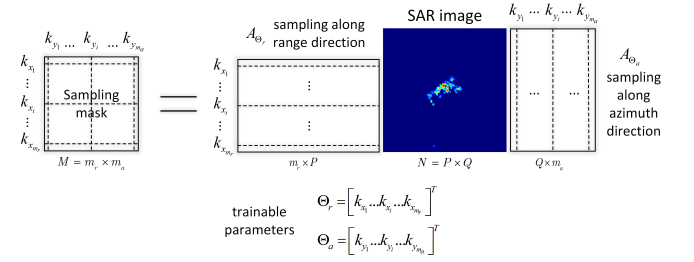 k_{y_1} ... k_{y_i} ... k_{y_{m_a}}
k_{x_1}
⋮
k_{x_i}
⋮
k_{x_{m_r}}
Sampling
mask
M = m_r × m_a
=
A_{Θ_r}
sampling along
range direction
k_{x_1}
⋮
k_{x_i}
⋮
k_{x_{m_r}}
⋮
⋮
m_r × P
SAR image
N = P × Q
k_{y_1} ... k_{y_i} ... k_{y_{m_a}}
... ...
Q × m_a
A_{Θ_a}
sampling
along
azimuth
direction
trainable
parameters
Θ_r = [k_{x_1} ... k_{x_i} ... k_{x_{m_r}}]^T
Θ_a = [k_{y_1} ... k_{y_i} ... k_{y_{m_a}}]^T